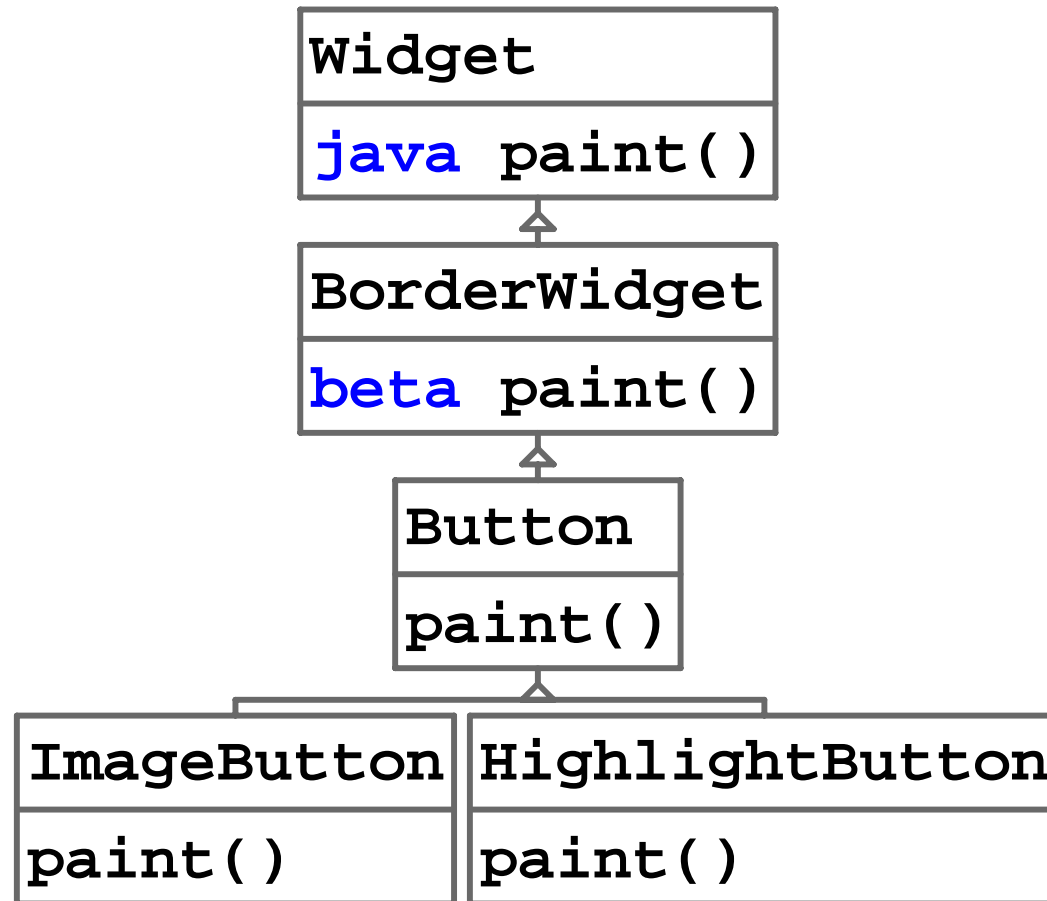 Widget
java paint()
BorderWidget
beta paint()
Button
paint()
ImageButton
paint()
HighlightButton
paint()